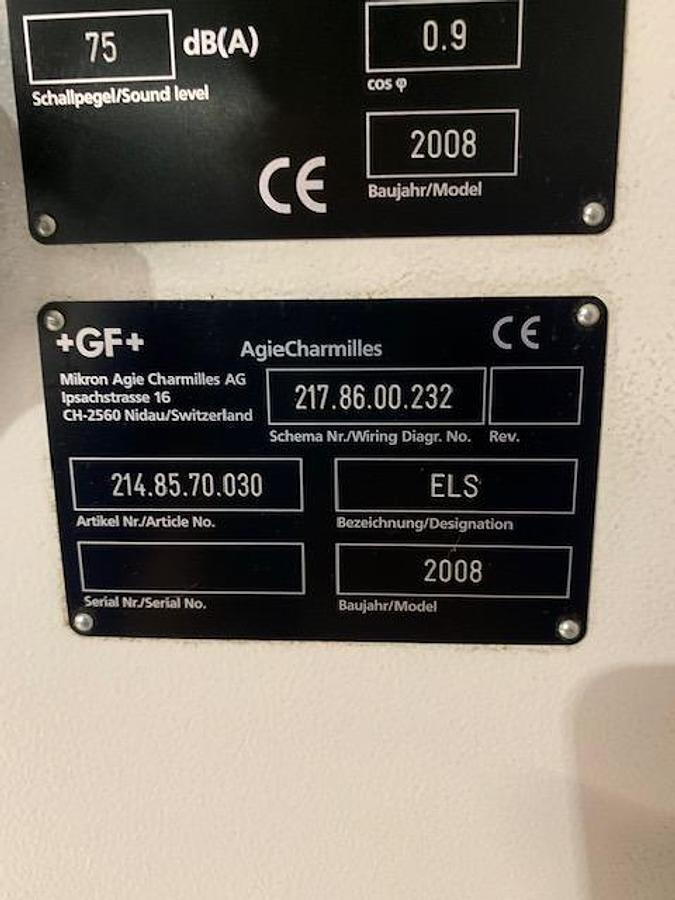 75 dB(A)
Schallpegel/Sound level
0.9
cos φ
2008
Baujahr/Model
CE
+GF+
AgieCharmilles
CE
Mikron Agie Charmilles AG
Ipsachstrasse 16
CH-2560 Nidau/Switzerland
217.86.00.232
Schema Nr./Wiring Diagr. No. Rev.
214.85.70.030
Artikel Nr./Article No.
ELS
Bezeichnung/Designation
Serial Nr./Serial No.
2008
Baujahr/Model